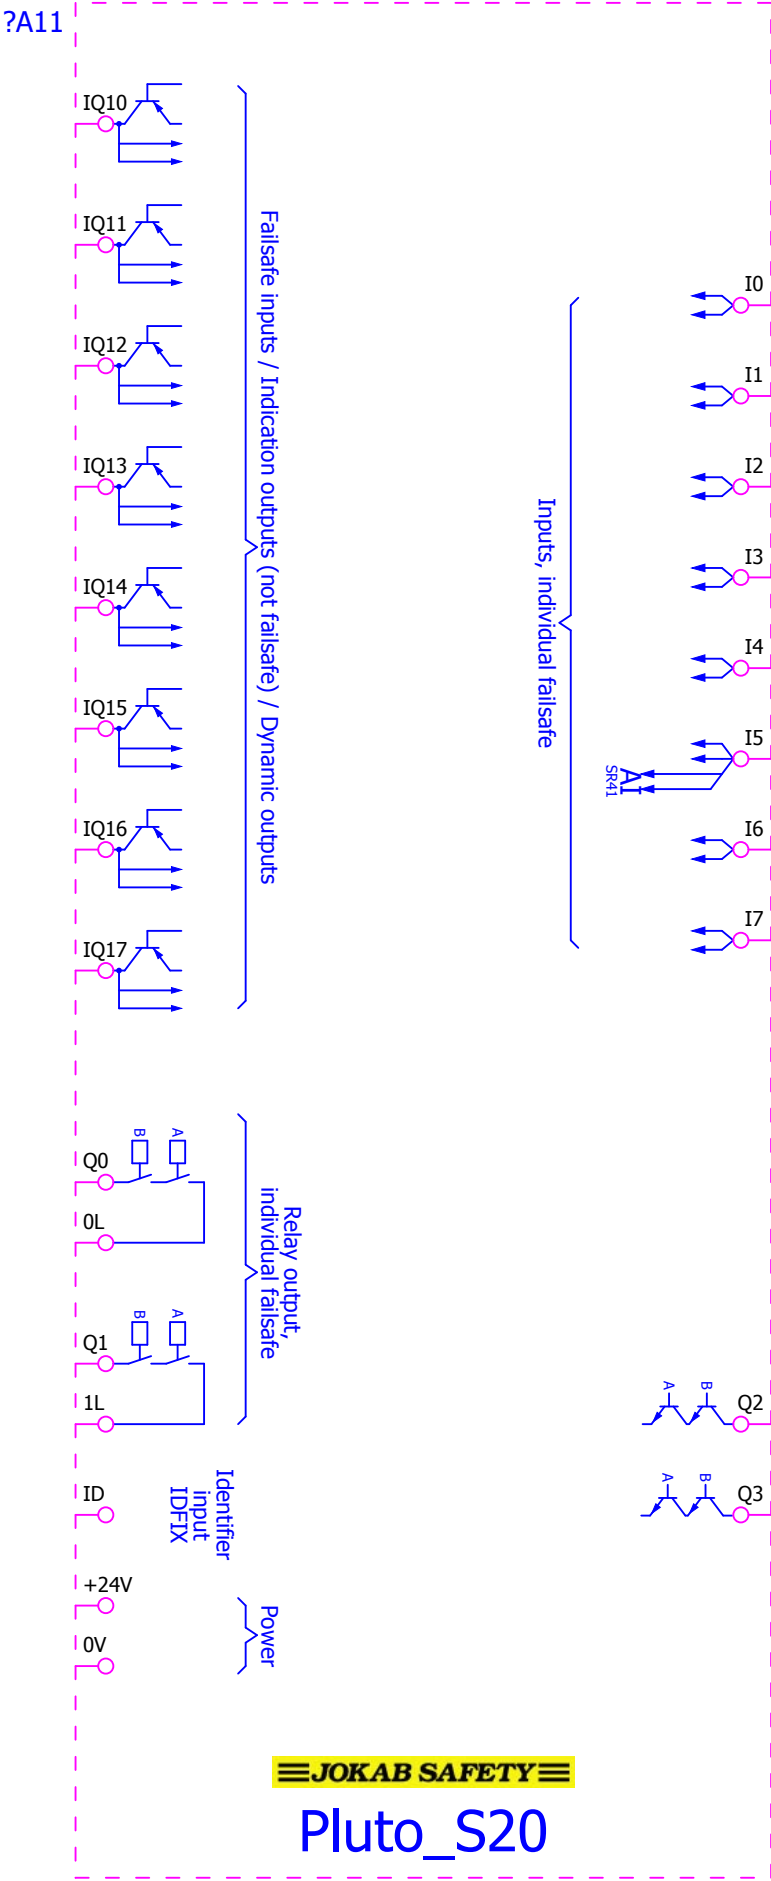 ?A11
IQ10
IQ11
IQ12
IQ13
IQ14
IQ15
IQ16
IQ17
Failsafe inputs / Indication outputs (not failsafe) / Dynamic outputs
I0
I1
I2
I3
I4
I5
AI
SR41
I6
I7
Inputs, individual failsafe
Q0
B
A
0L
Q1
B
A
1L
Relay output,
individual failsafe
Q2
A
B
Q3
A
B
ID
Identifier
input
IDFIX
+24V
0V
Power
JOKAB SAFETY
Pluto_S20